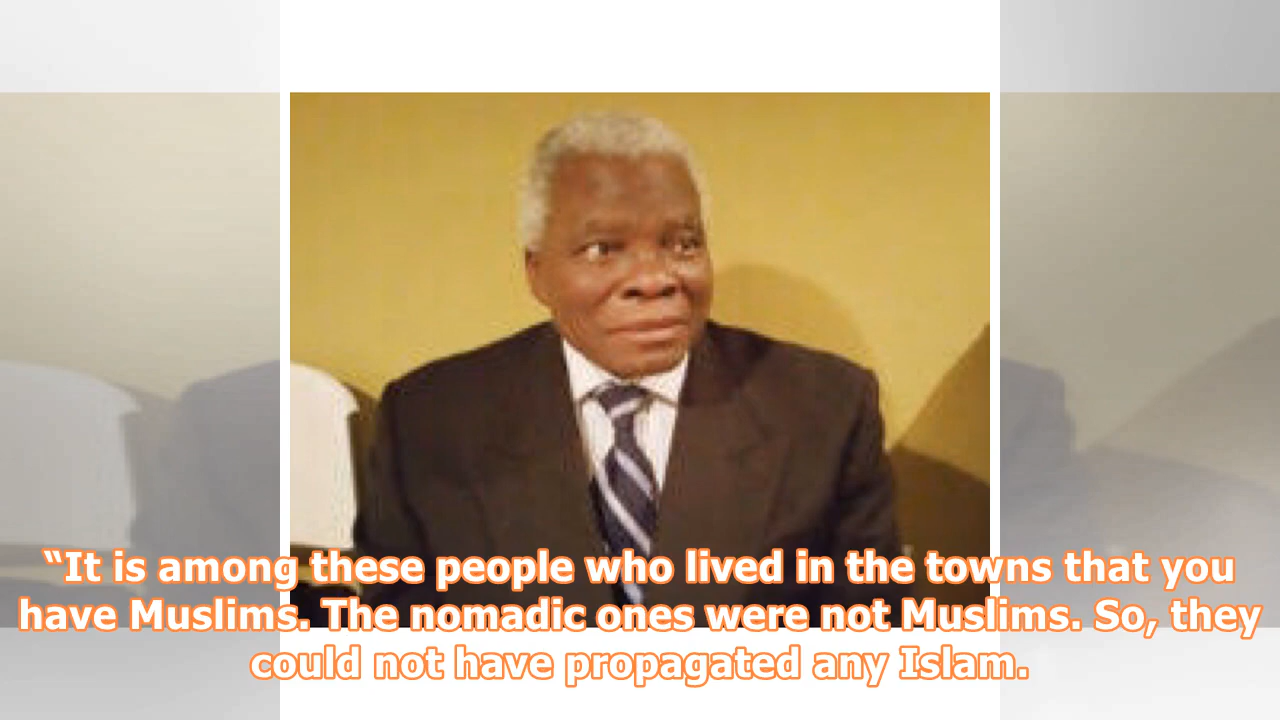 “It is among these people who lived in the towns that you
have Muslims. The nomadic ones were not Muslims. So, they
could not have propagated any Islam.